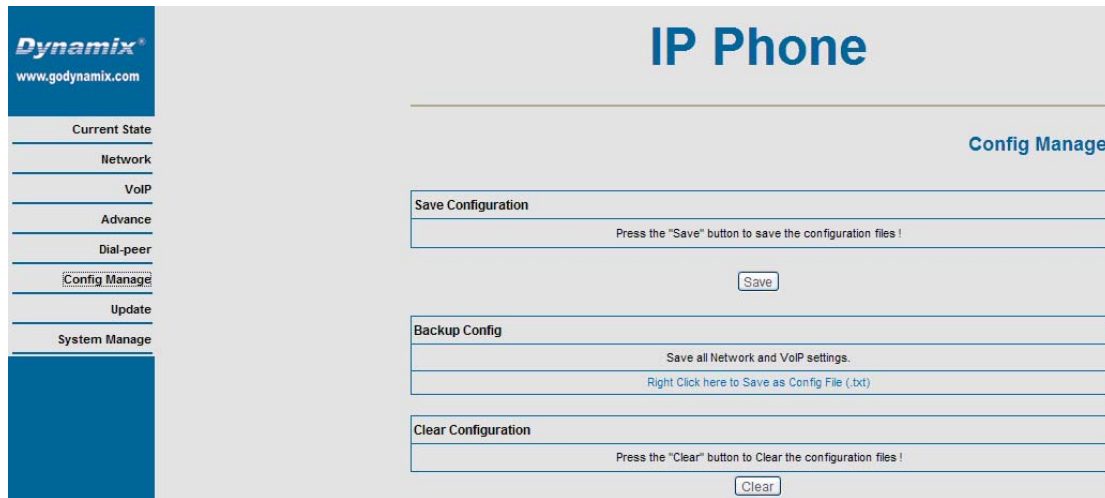 Dynamix®
www.godynamix.com
Current State
Network
VoIP
Advance
Dial-peer
Config Manage
Update
System Manage
IP Phone
Config Manage
Save Configuration
Press the "Save" button to save the configuration files !
Save
Backup Config
Save all Network and VoIP settings.
Right Click here to Save as Config File (.txt)
Clear Configuration
Press the "Clear" button to Clear the configuration files !
Clear